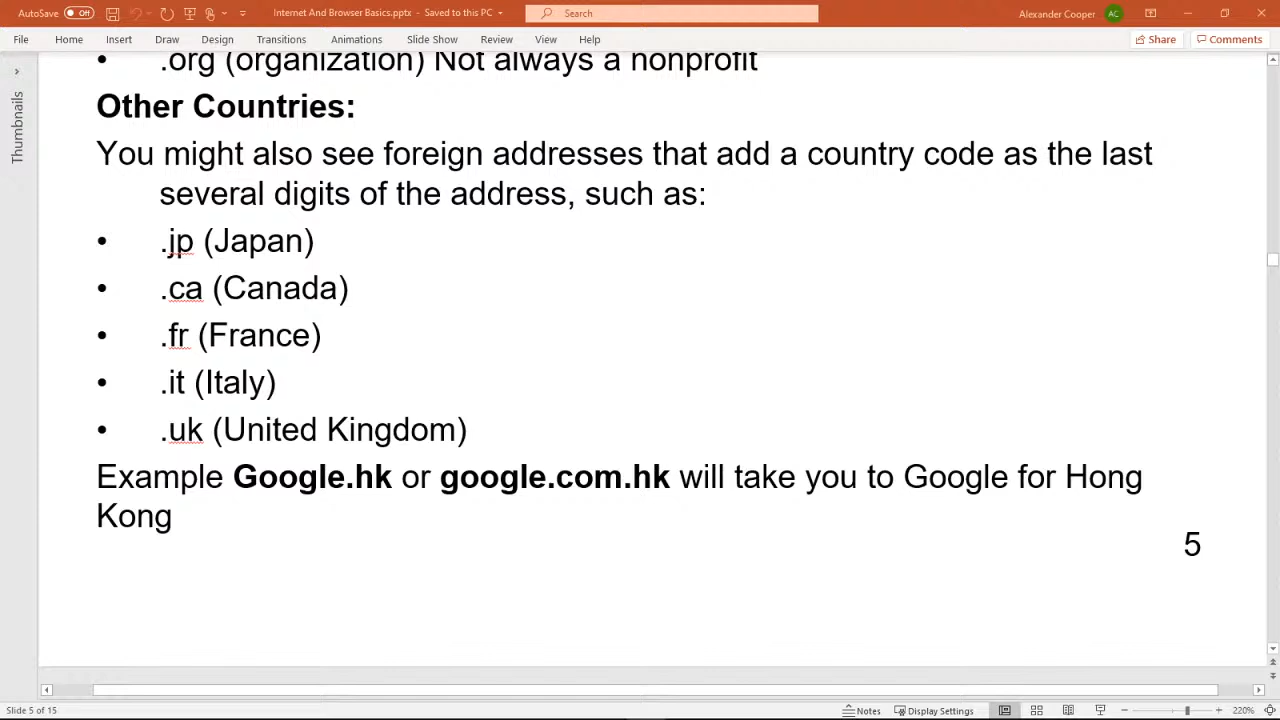 AutoSave Off Internet And Browser Basics.pptx - Saved to this PC Search Alexander Cooper AC
File Home Insert Draw Design Transitions Animations Slide Show Review View Help Share Comments
Thumbnails
• .org (organization) Not always a nonprofit
Other Countries:
You might also see foreign addresses that add a country code as the last
several digits of the address, such as:
• .jp (Japan)
• .ca (Canada)
• .fr (France)
• .it (Italy)
• .uk (United Kingdom)
Example Google.hk or google.com.hk will take you to Google for Hong
Kong
5
Slide 5 of 15 Notes Display Settings 220%